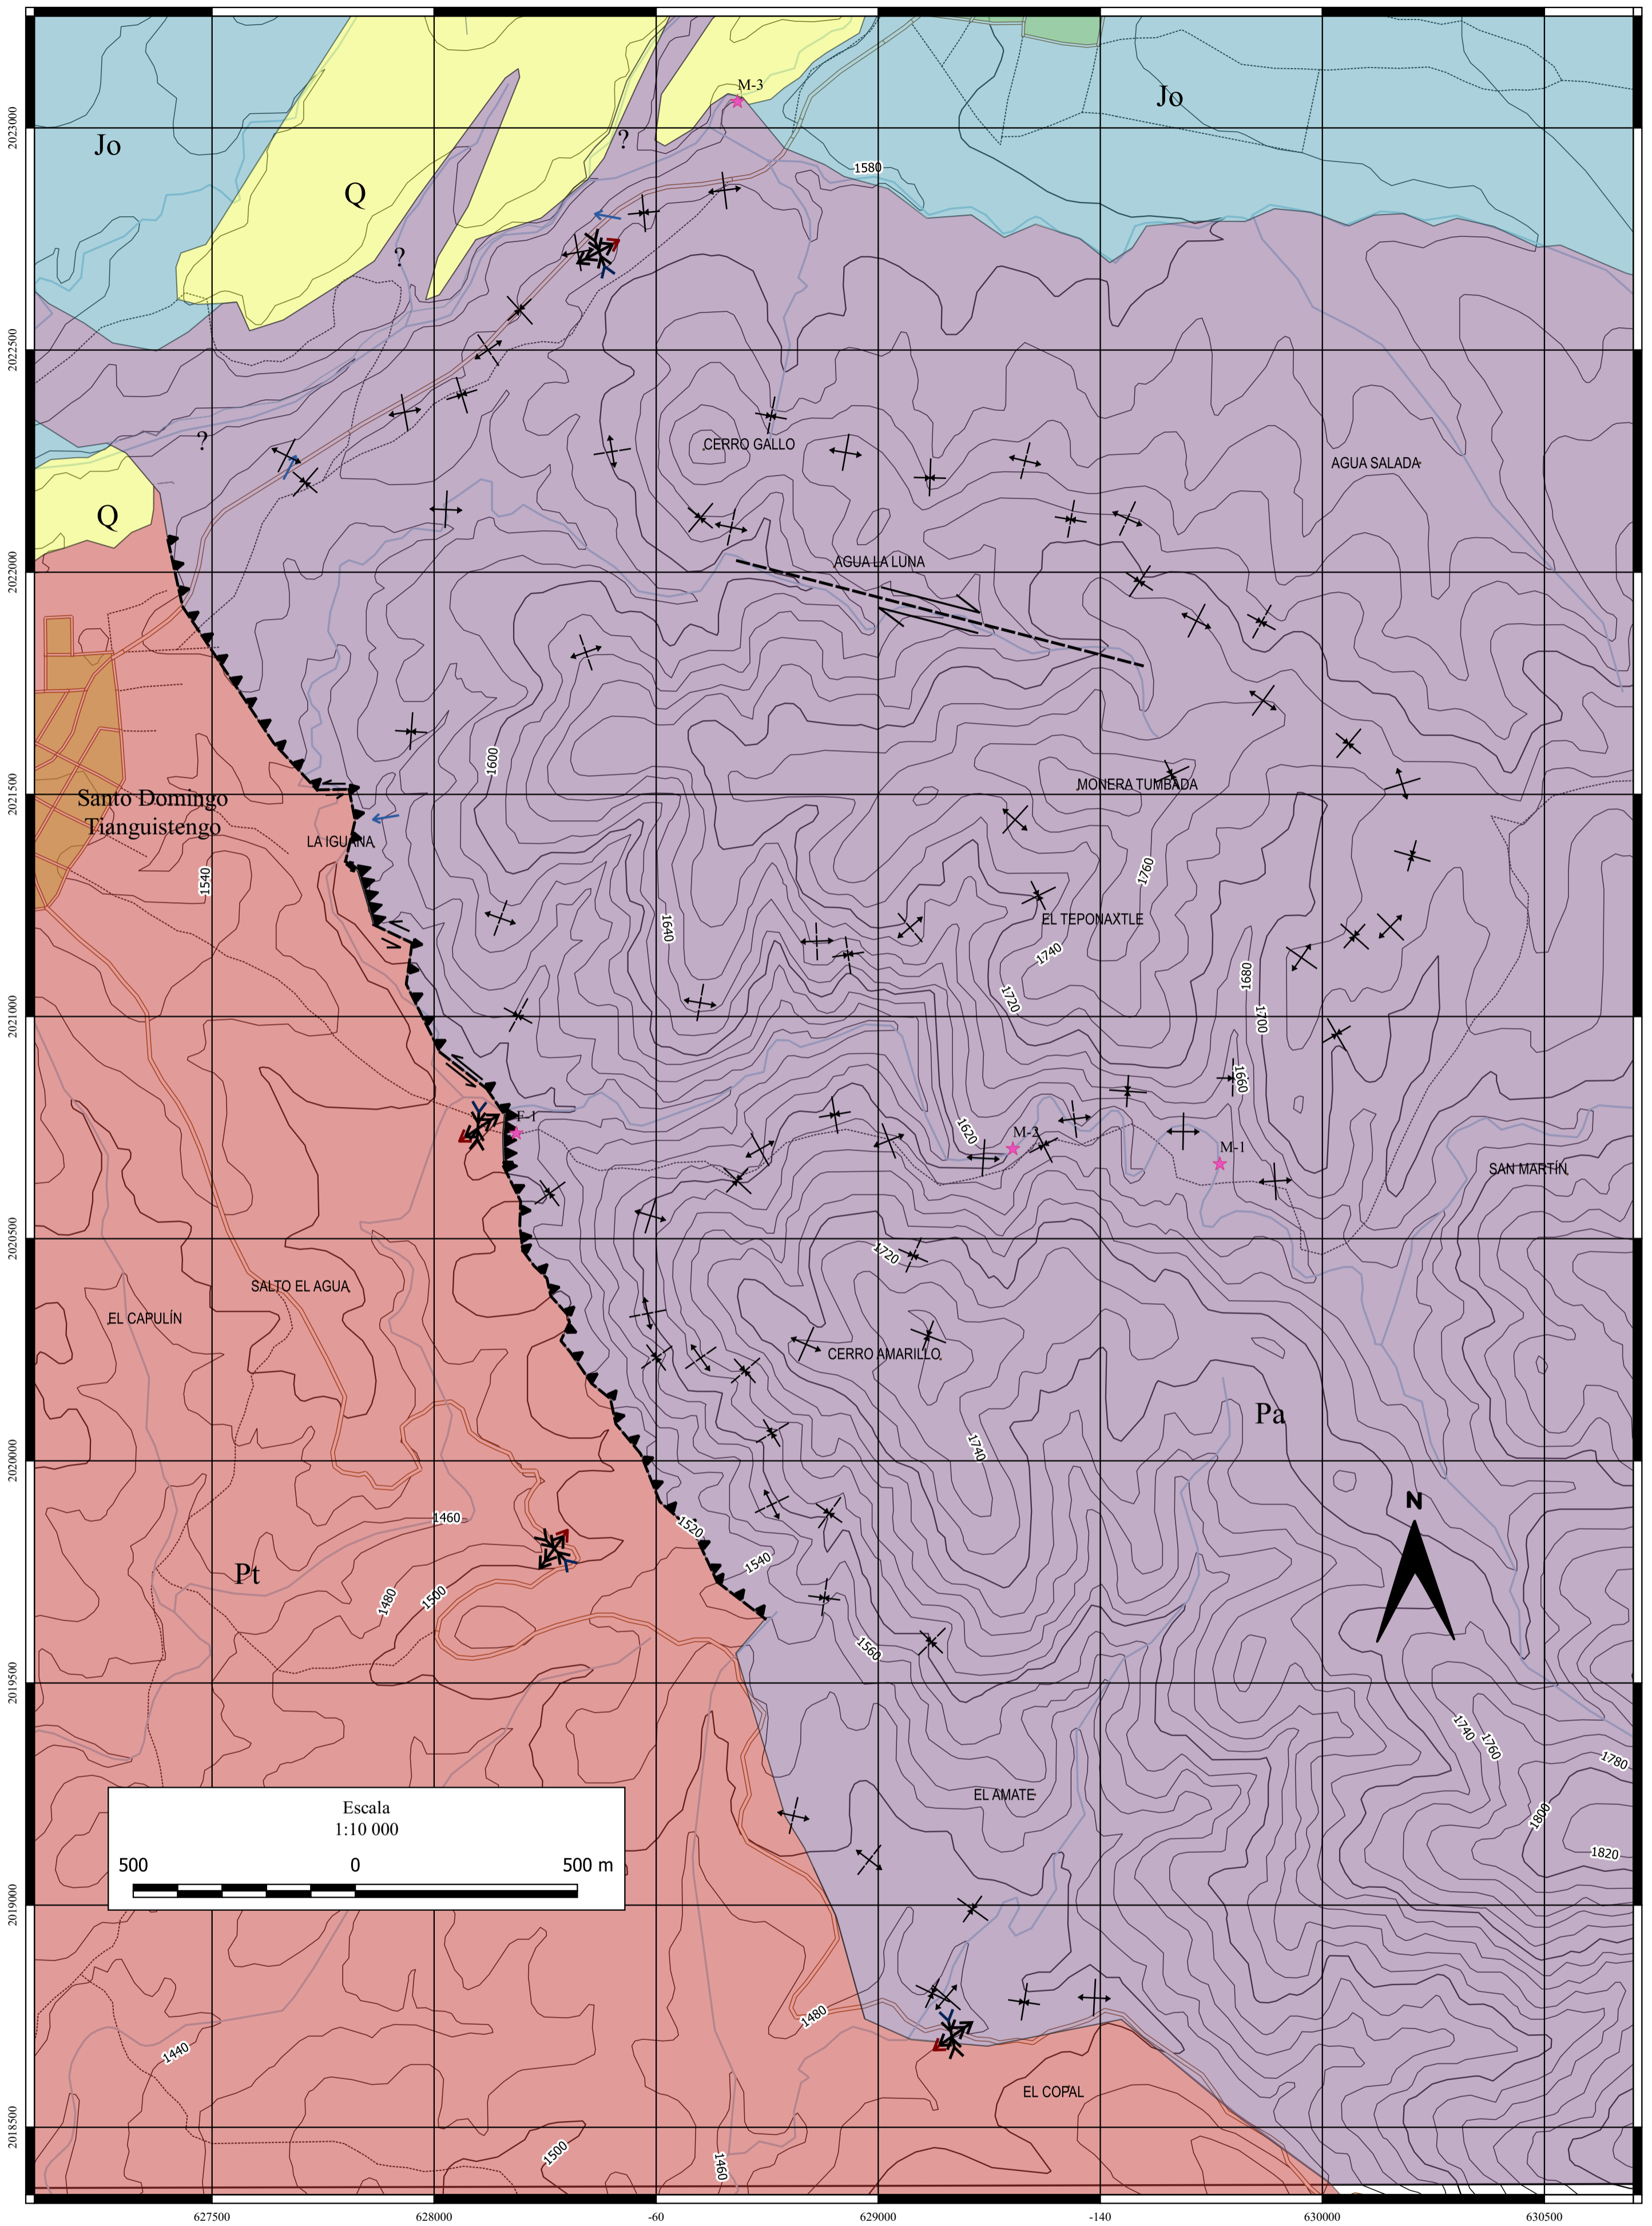 M-3
Jo
Jo
2023000
?
1580
Q
?
2022500
?
CERRO GALLO
AGUA SALADA
Q
2022000
AGUA LA LUNA
1600
MONERA TUMBADA
2021500
Santo Domingo
Tianguistengo
LA IGUANA
1540
1760
1640
EL TEPONAXTLE
1740
1680
1720
1700
2021000
1660
F-1
1620
M-2
M-1
SAN MARTÍN
2020500
1720
SALTO EL AGUA
EL CAPULÍN
CERRO AMARILLO
Pa
1740
2020000
N
1460
1520
1540
Pt
1480
1500
1560
2019500
1740
1760
1780
EL AMATE
Escala
1:10 000
1800
500
0
500 m
1820
2019000
1480
1440
EL COPAL
2018500
1500
1460
627500
628000
-60
629000
-140
630000
630500